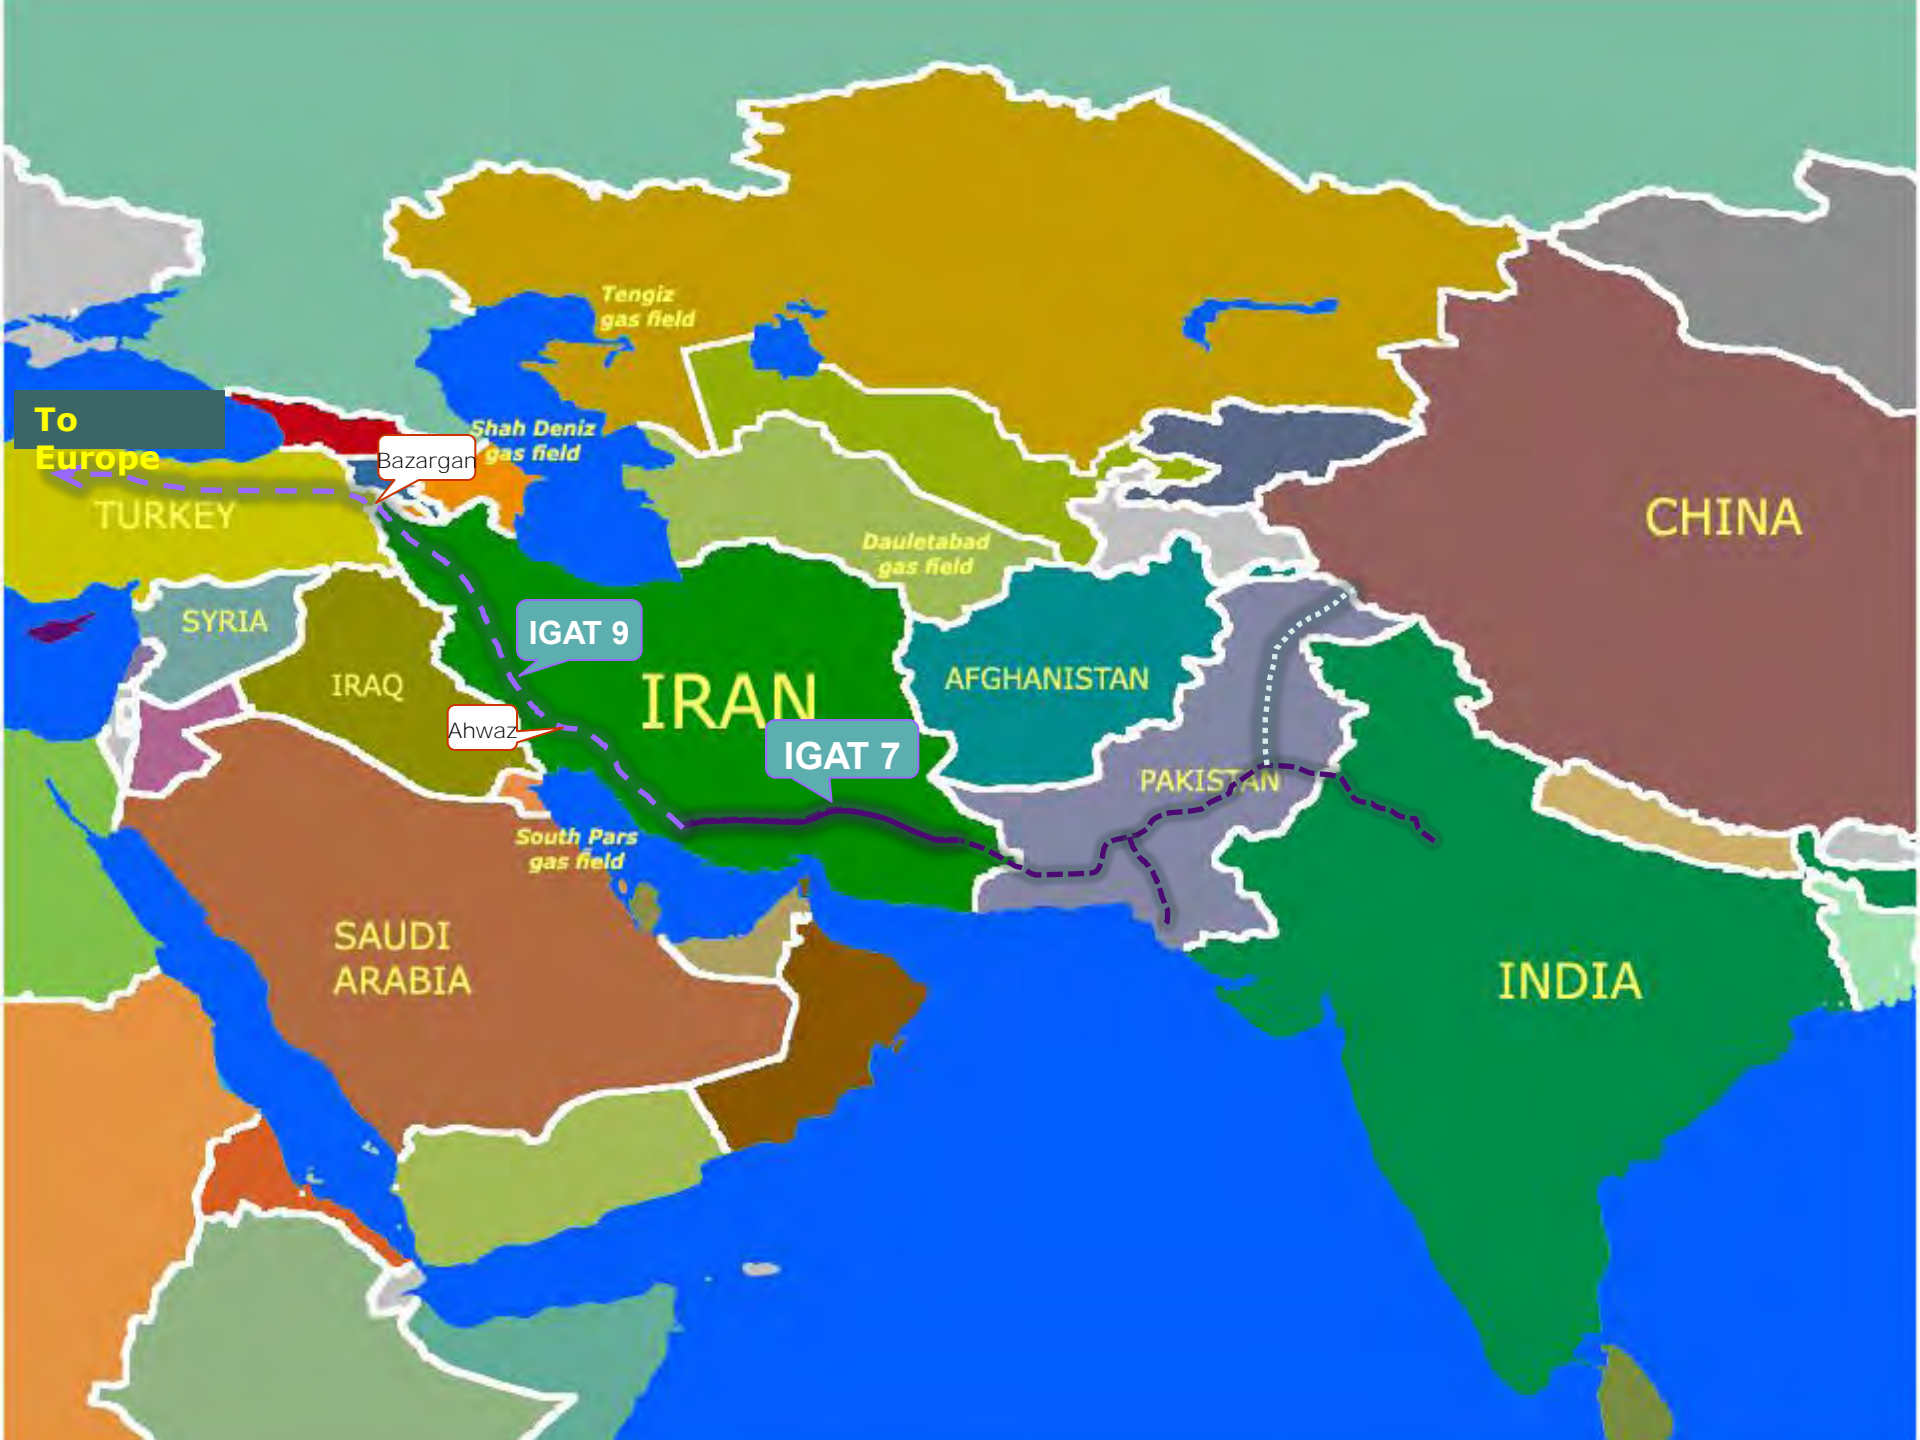 Tengiz
gas field
To
Europe
Shah Deniz
gas field
Bazargan
TURKEY
CHINA
Dauletabad
gas field
SYRIA
IGAT 9
IRAQ
IRAN
AFGHANISTAN
Ahwaz
IGAT 7
PAKISTAN
South Pars
gas field
SAUDI
ARABIA
INDIA